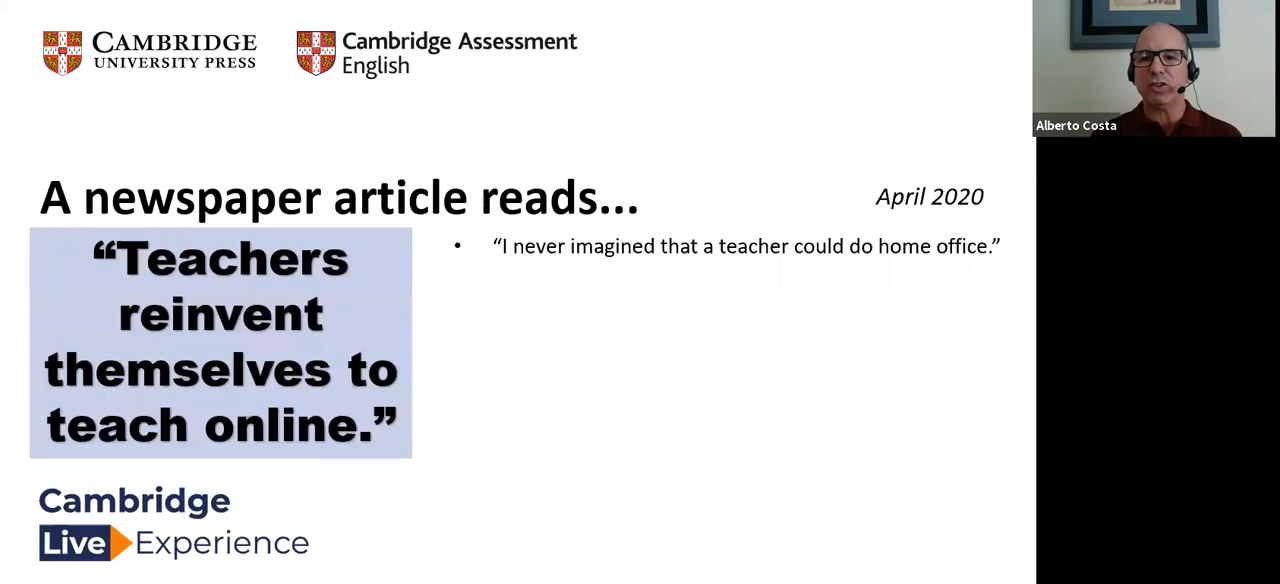 CAMBRIDGE
UNIVERSITY PRESS
Cambridge Assessment
English
Alberto Costa
A newspaper article reads...
April 2020
“Teachers
reinvent
themselves to
teach online.”
• “I never imagined that a teacher could do home office.”
Cambridge
Live Experience